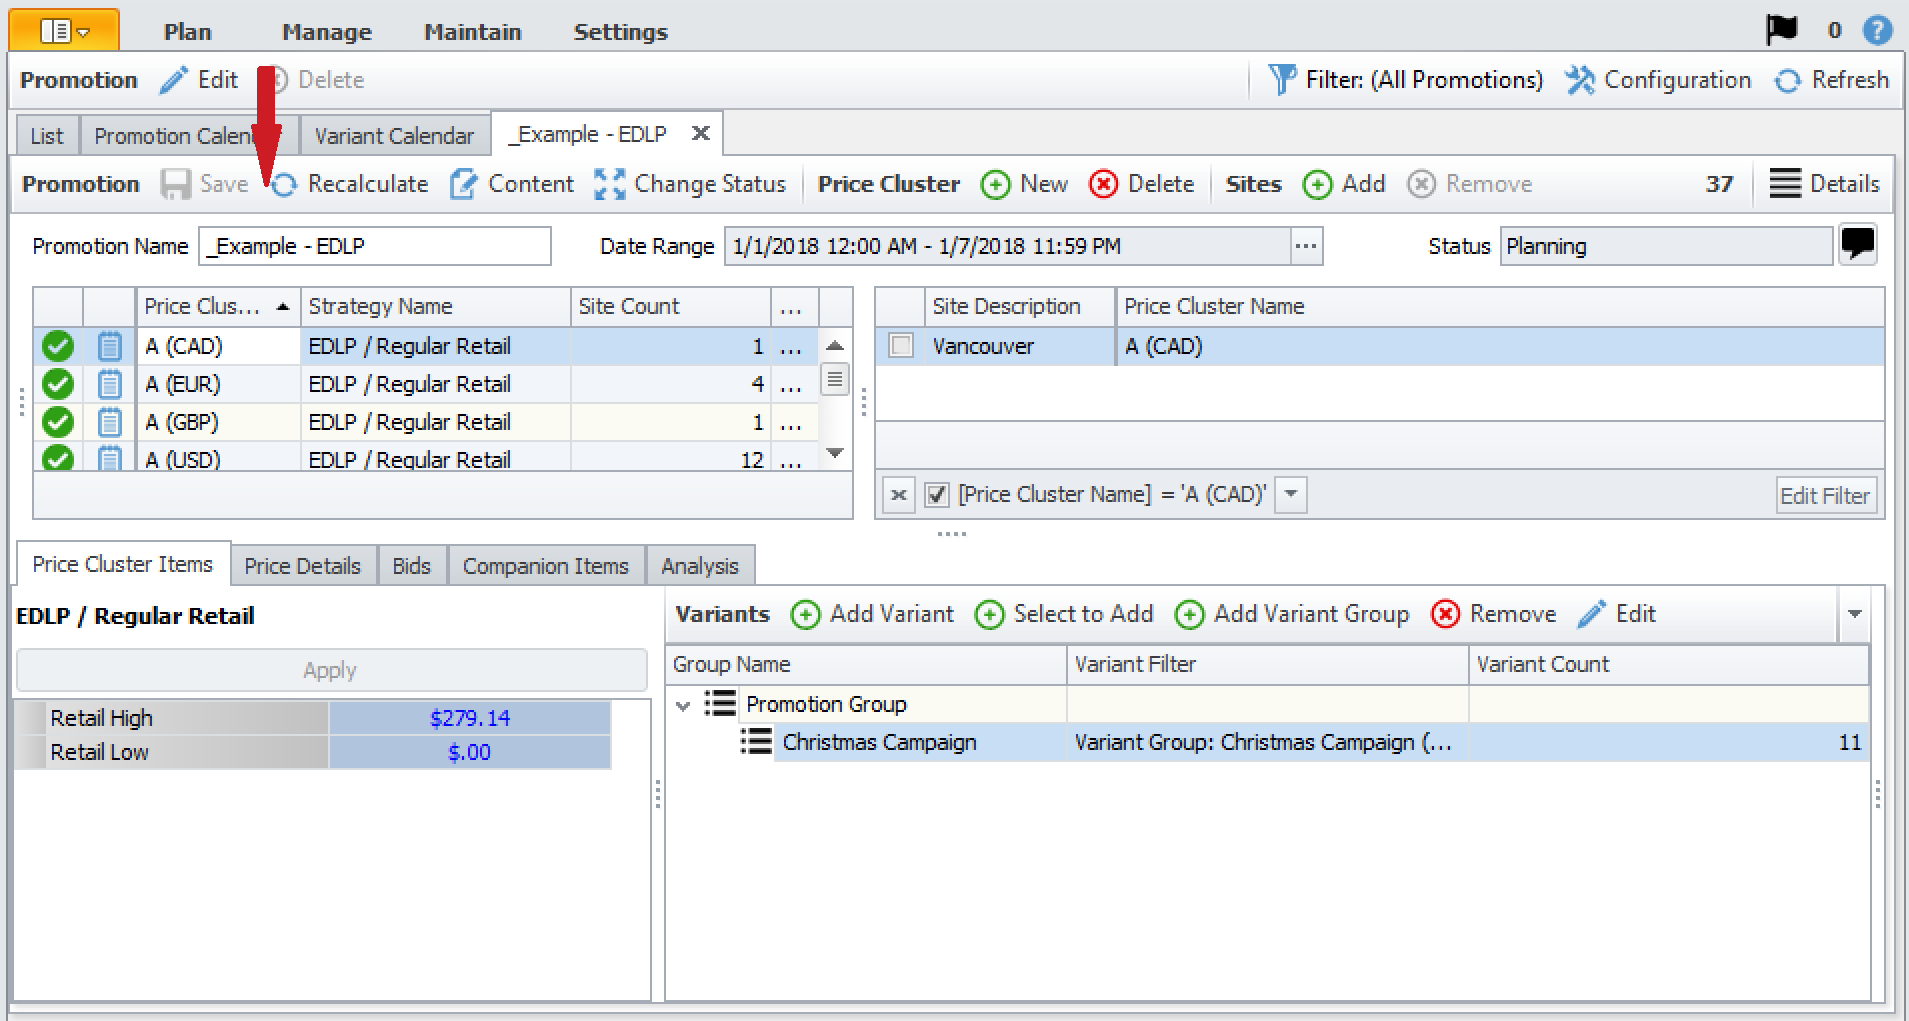 Plan Manage Maintain Settings 0 ?
Promotion Edit Delete Filter: (All Promotions) Configuration Refresh
List Promotion Calen Variant Calendar _Example - EDLP X
Promotion Save Recalculate Content Change Status Price Cluster New Delete Sites Add Remove 37 Details
Promotion Name _Example - EDLP Date Range 1/1/2018 12:00 AM - 1/7/2018 11:59 PM ... Status Planning
Price Clus... Strategy Name Site Count ... Site Description Price Cluster Name
A (CAD) EDLP / Regular Retail 1 ... Vancouver A (CAD)
A (EUR) EDLP / Regular Retail 4 ...
A (GBP) EDLP / Regular Retail 1 ...
A (USD) EDLP / Regular Retail 12 ...
x [Price Cluster Name] = 'A (CAD)' Edit Filter
Price Cluster Items Price Details Bids Companion Items Analysis
EDLP / Regular Retail Variants Add Variant Select to Add Add Variant Group Remove Edit
Apply Group Name Variant Filter Variant Count
Retail High $279.14 Promotion Group
Retail Low $.00 Christmas Campaign Variant Group: Christmas Campaign (... 11